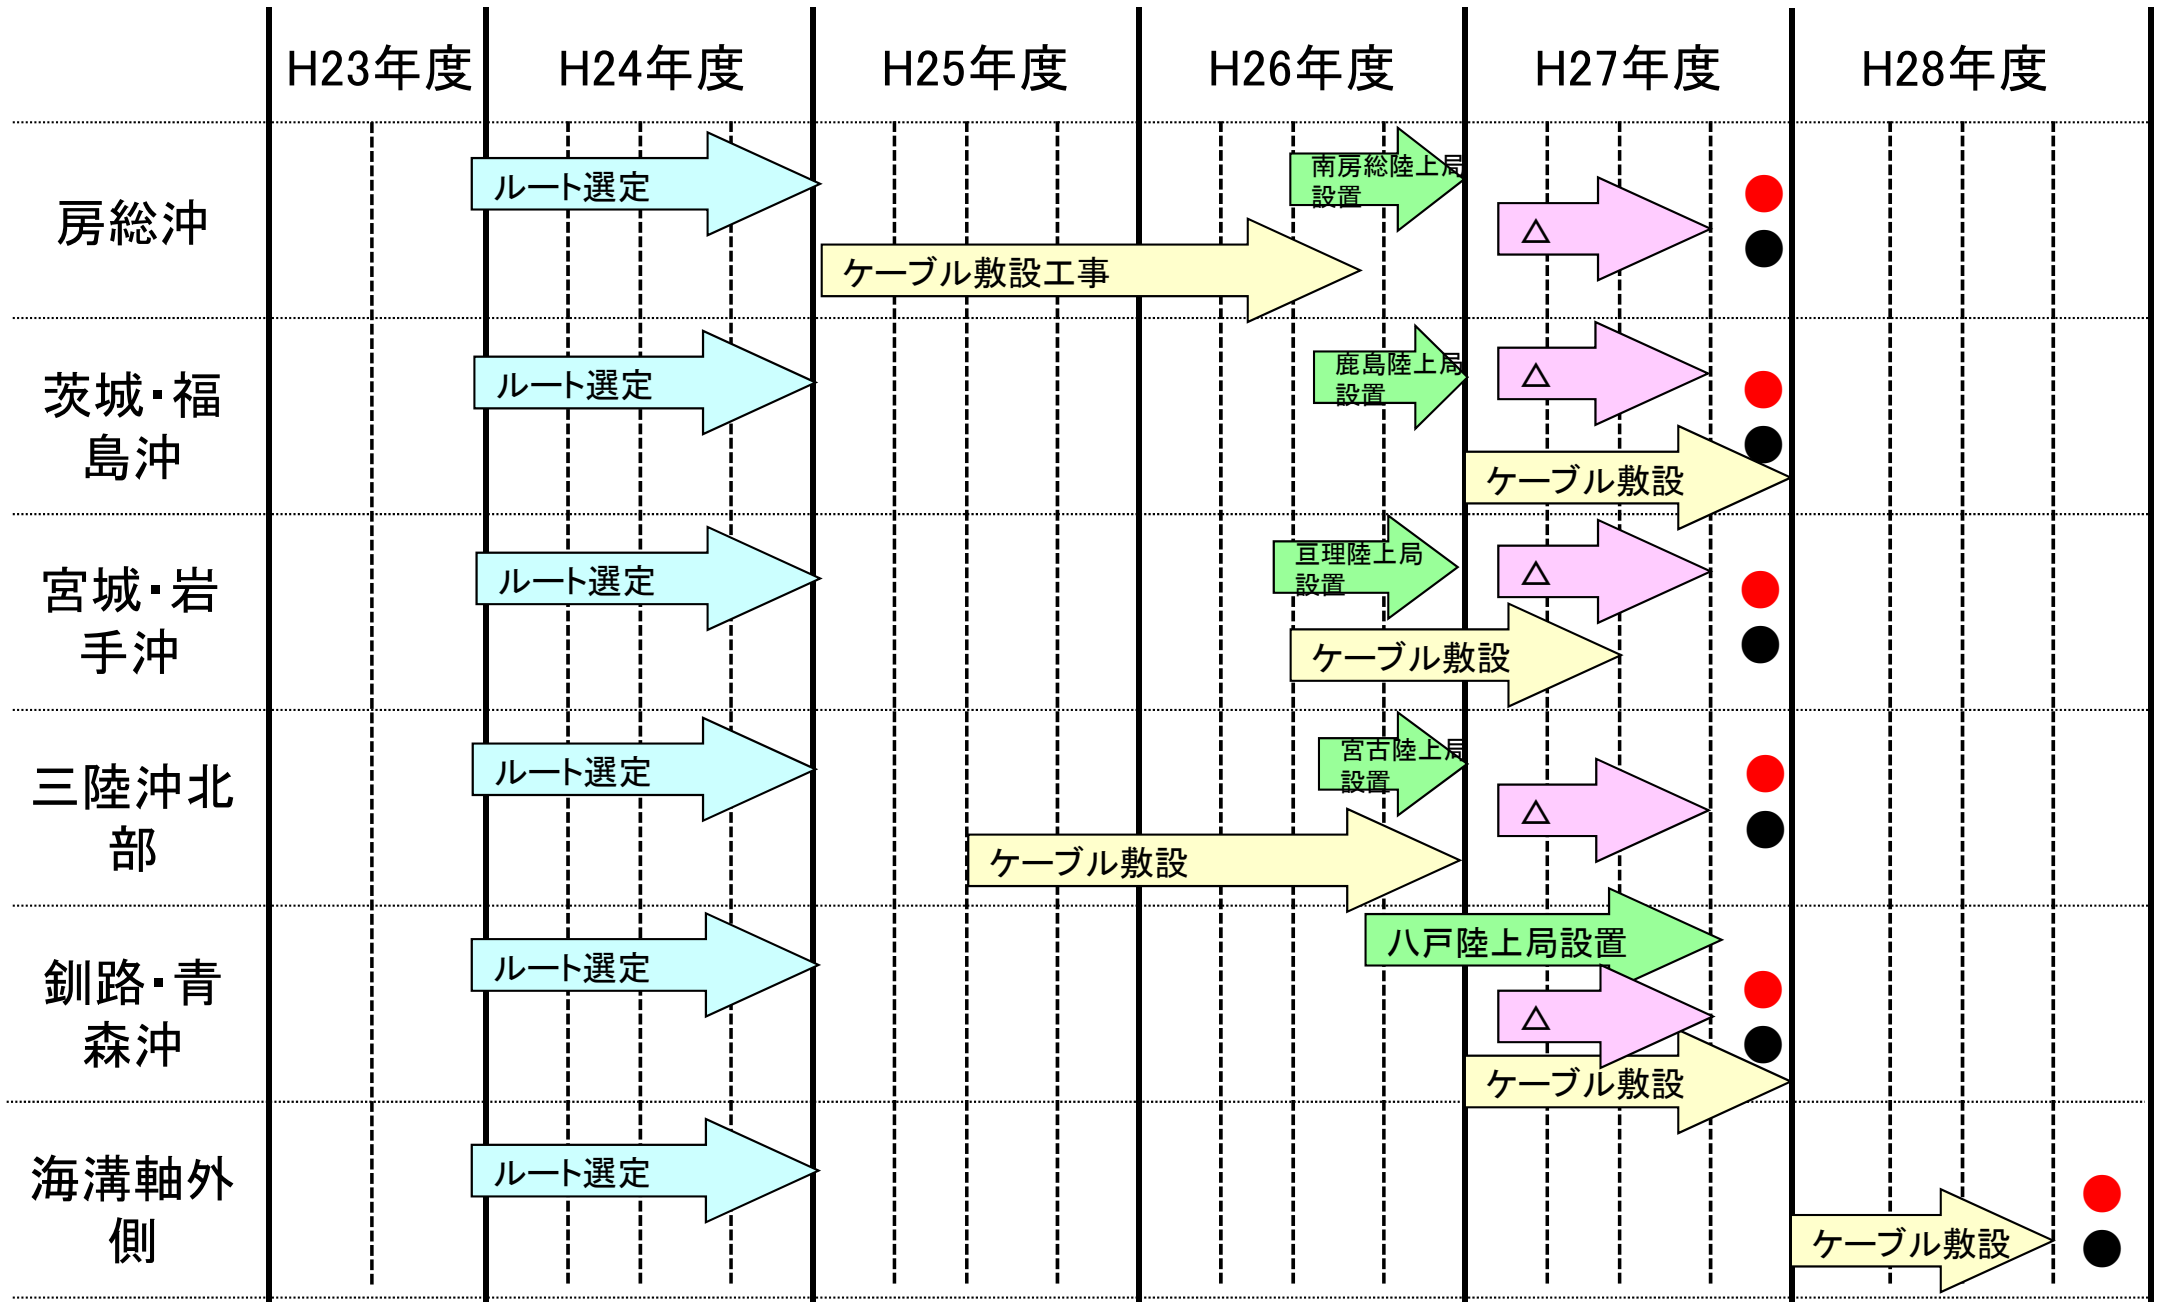 H23年度
H24年度
H25年度
H26年度
H27年度
H28年度
房総沖
ルート選定
南房総陸上局
設置
△
ケーブル敷設工事
茨城・福
島沖
ルート選定
鹿島陸上局
設置
△
ケーブル敷設
宮城・岩
手沖
ルート選定
亘理陸上局
設置
△
ケーブル敷設
三陸沖北
部
ルート選定
宮古陸上局
設置
△
ケーブル敷設
釧路・青
森沖
ルート選定
八戸陸上局設置
△
ケーブル敷設
海溝軸外
側
ルート選定
ケーブル敷設